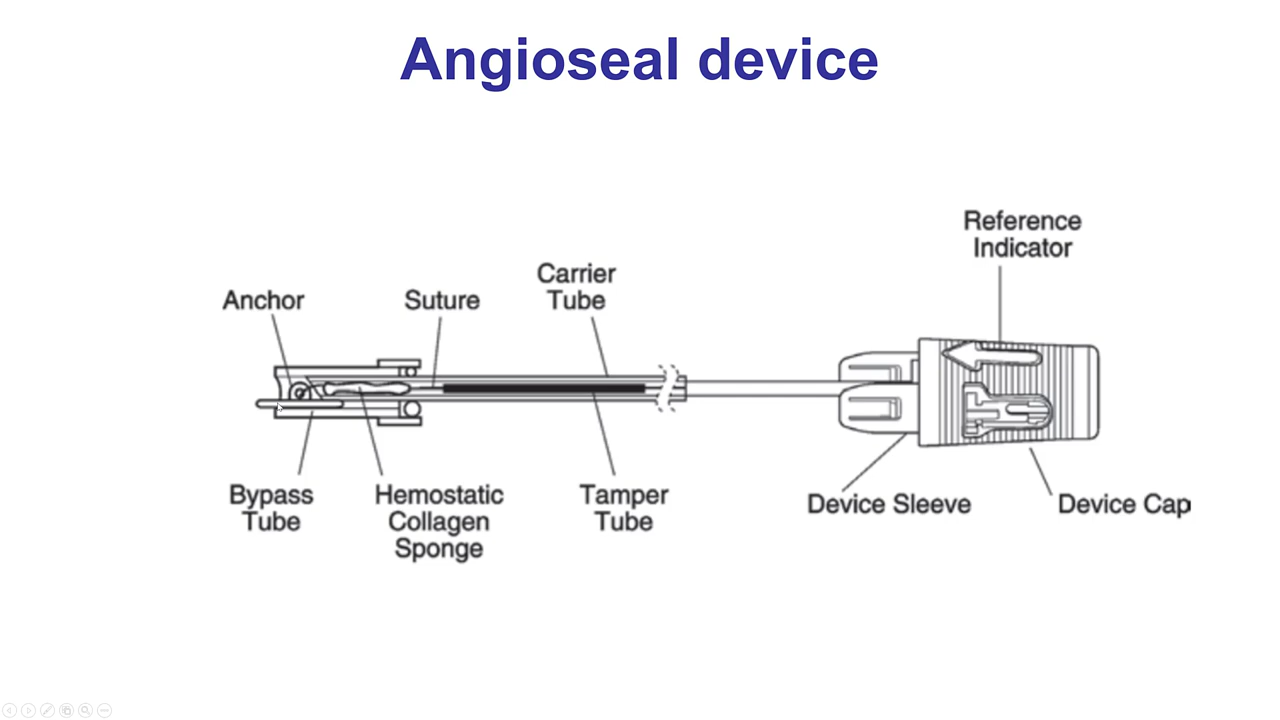 Angioseal device
Reference
Indicator
Carrier
Tube
Anchor
Suture
Bypass
Tube
Hemostatic
Collagen
Sponge
Tamper
Tube
Device Sleeve
Device Cap